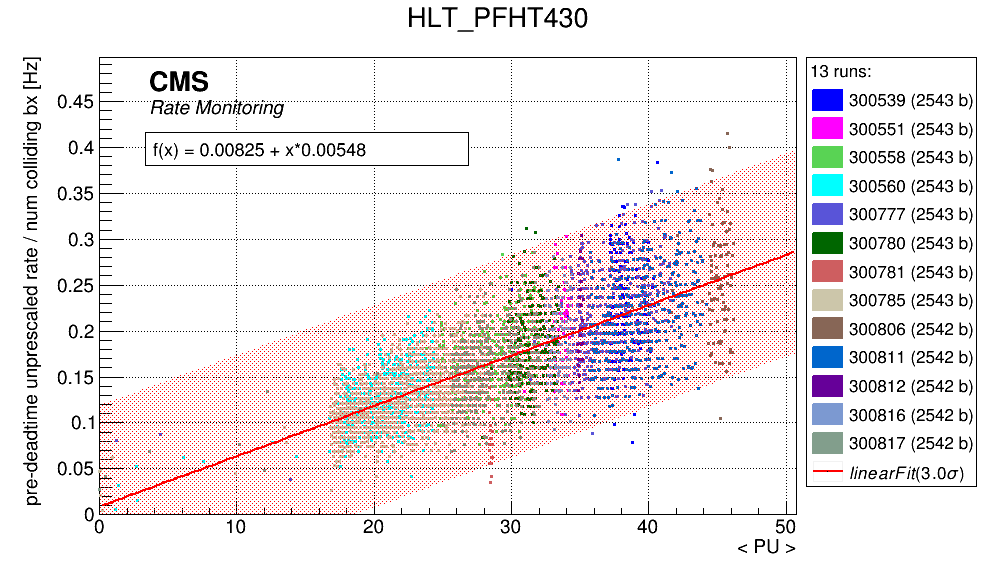 HLT_PFHT430
pre-deadtime unprescaled rate / num colliding bx [Hz]
CMS
Rate Monitoring
f(x) = 0.00825 + x*0.00548
0.45
0.4
0.35
0.3
0.25
0.2
0.15
0.1
0.05
0
0 10 20 30 40 50
< PU >
13 runs:
300539 (2543 b)
300551 (2543 b)
300558 (2543 b)
300560 (2543 b)
300777 (2543 b)
300780 (2543 b)
300781 (2543 b)
300785 (2543 b)
300806 (2542 b)
300811 (2542 b)
300812 (2542 b)
300816 (2542 b)
300817 (2542 b)
linearFit(3.0σ)